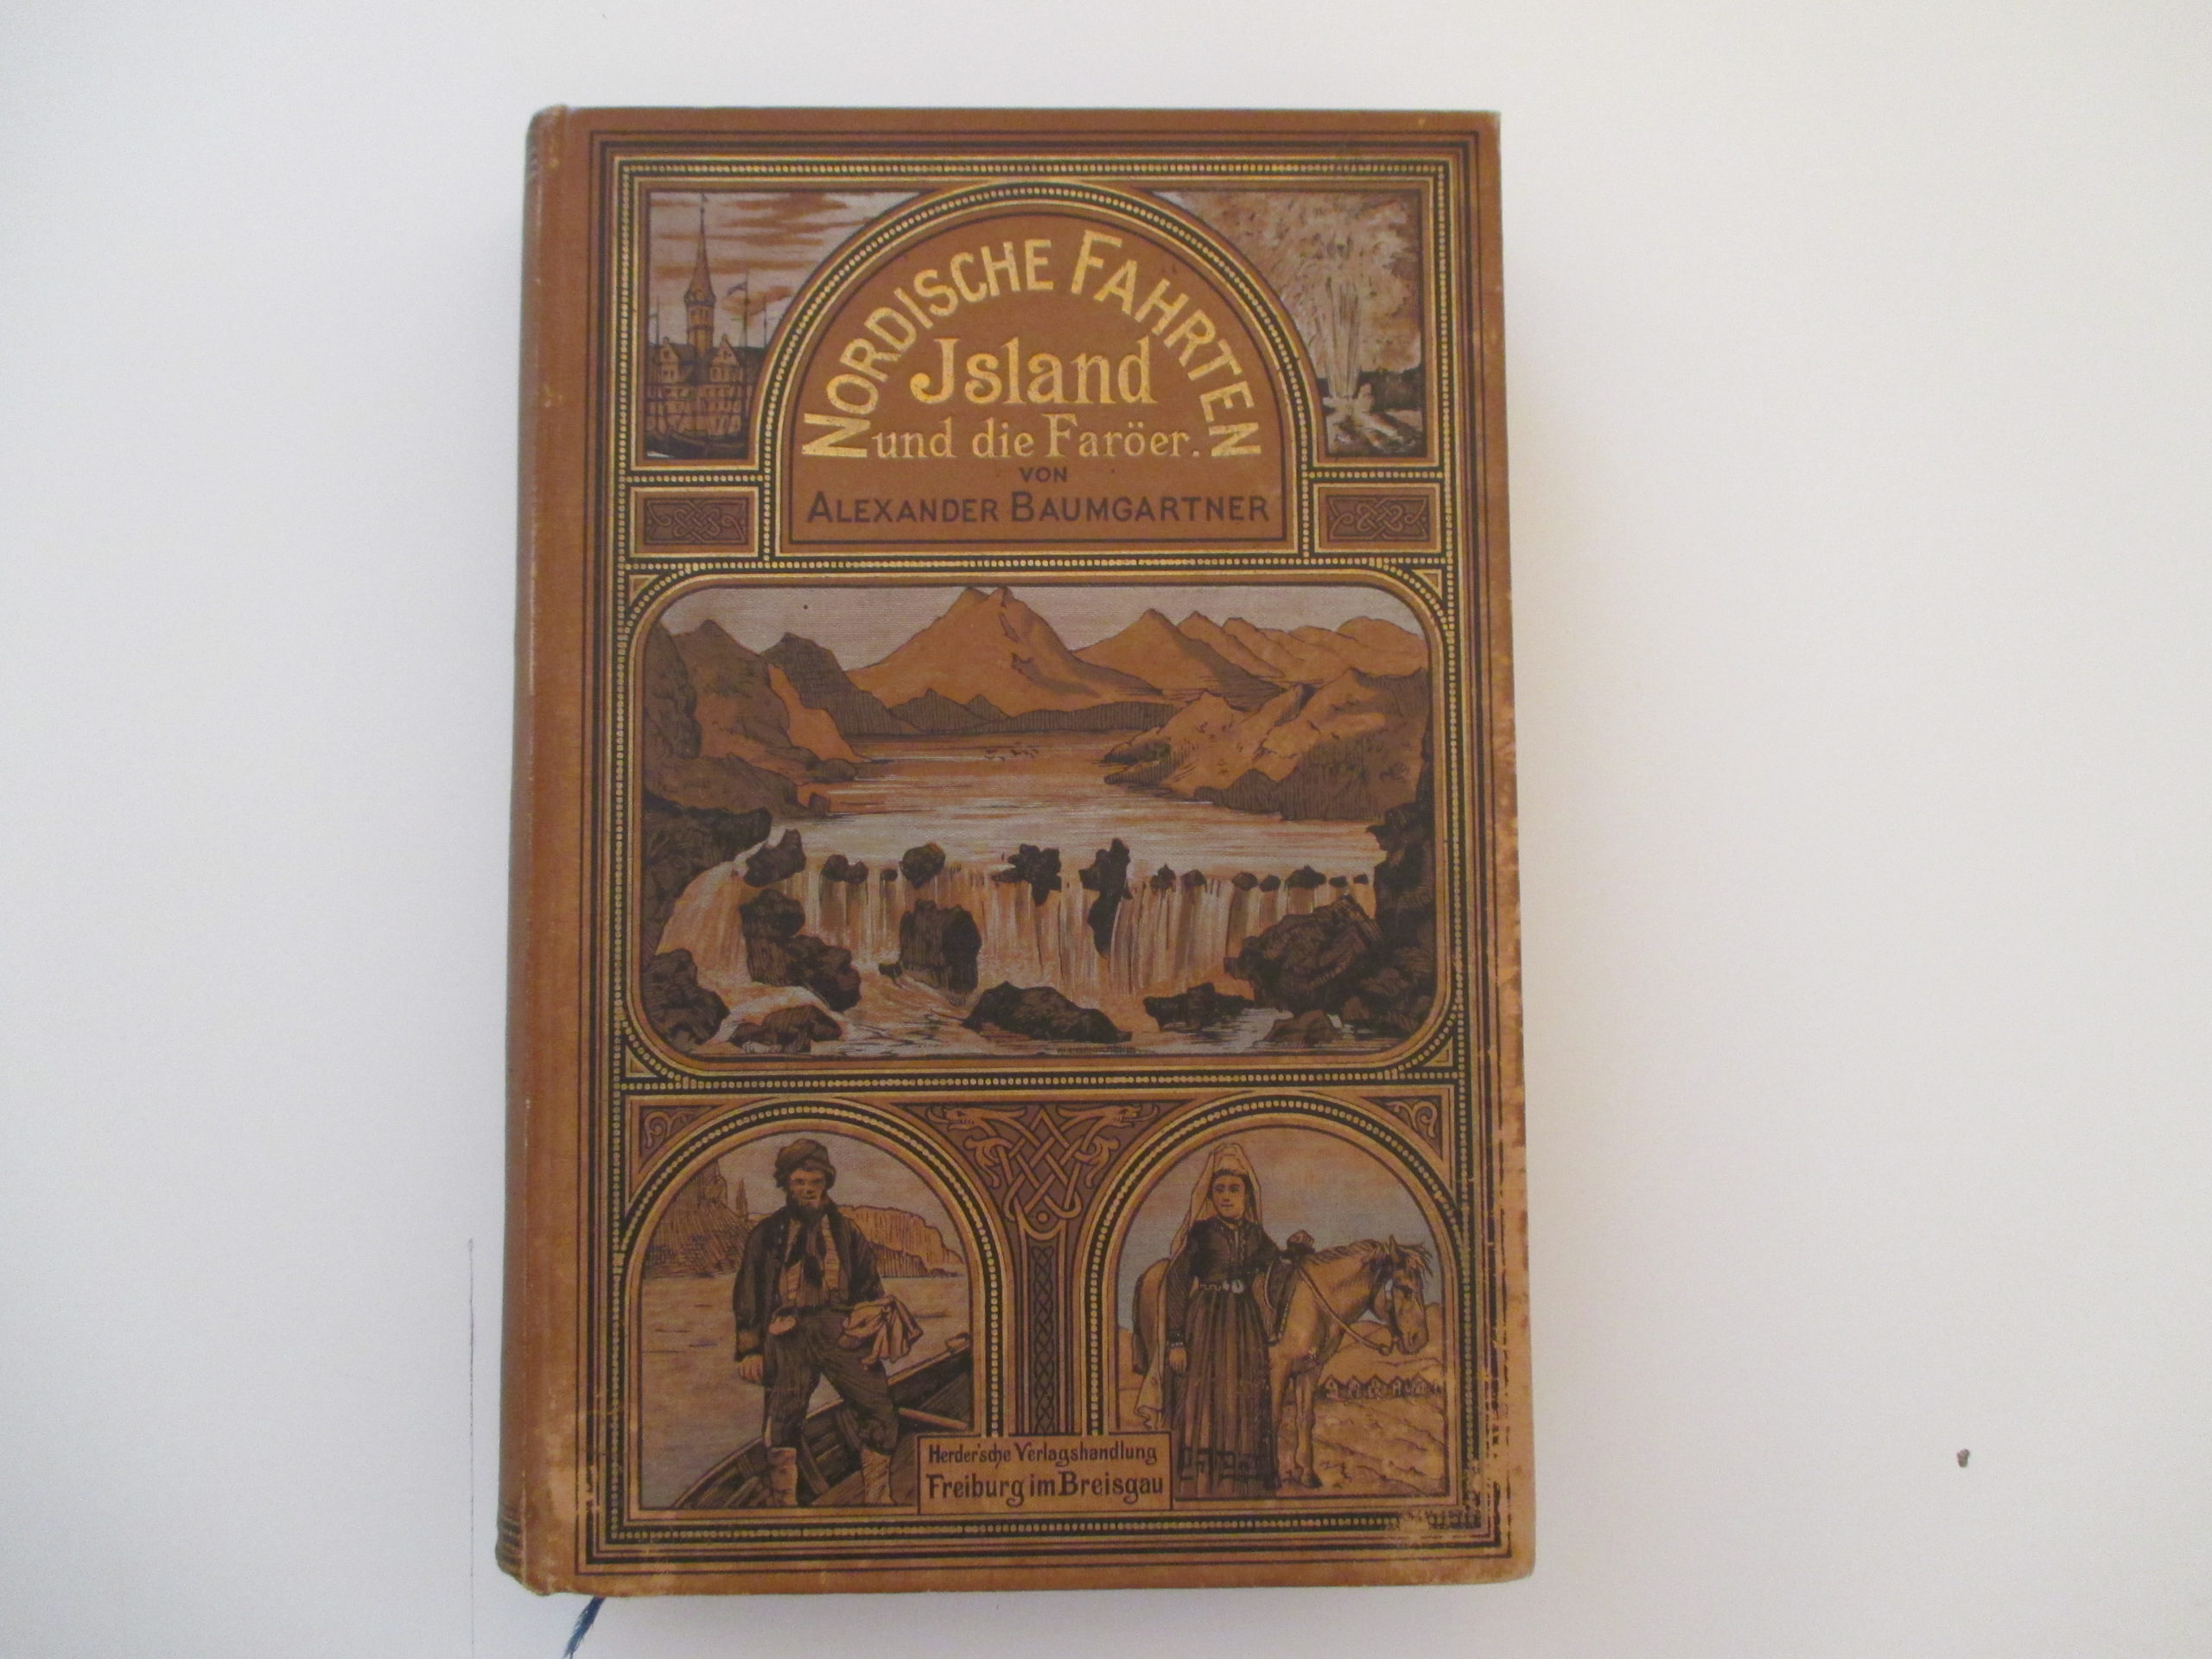 NORDISCHE FAHRTEN
Jsland
und die Faröer.
VON
ALEXANDER BAUMGARTNER
Herder'sche Verlagshandlung
Freiburg im Breisgau